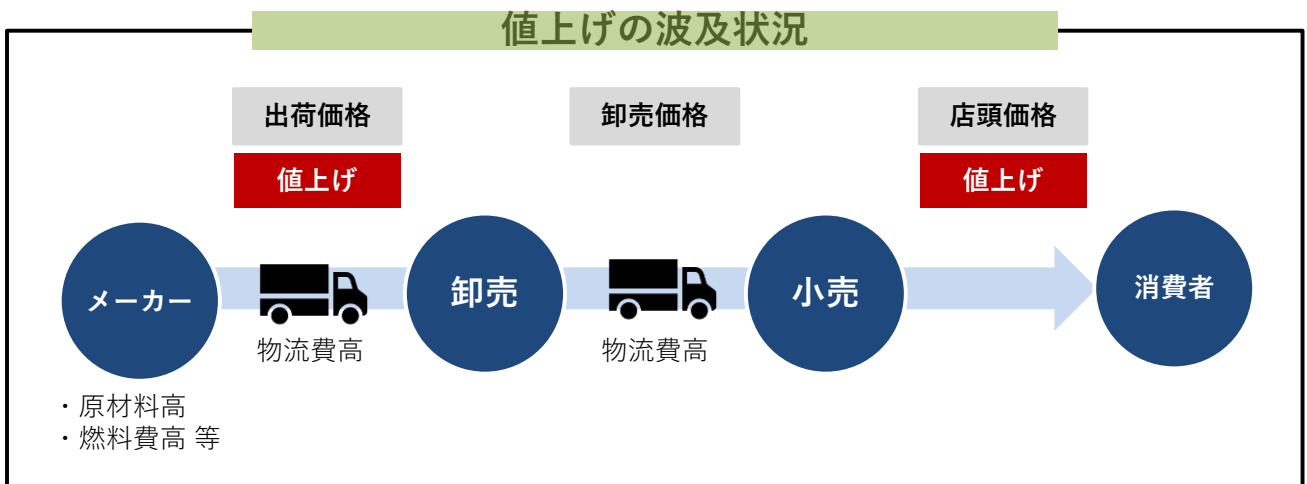 値上げの波及状況
出荷価格
卸売価格
店頭価格
値上げ
値上げ
メーカー
卸売
小売
消費者
物流費高
物流費高
・原材料高
・燃料費高 等